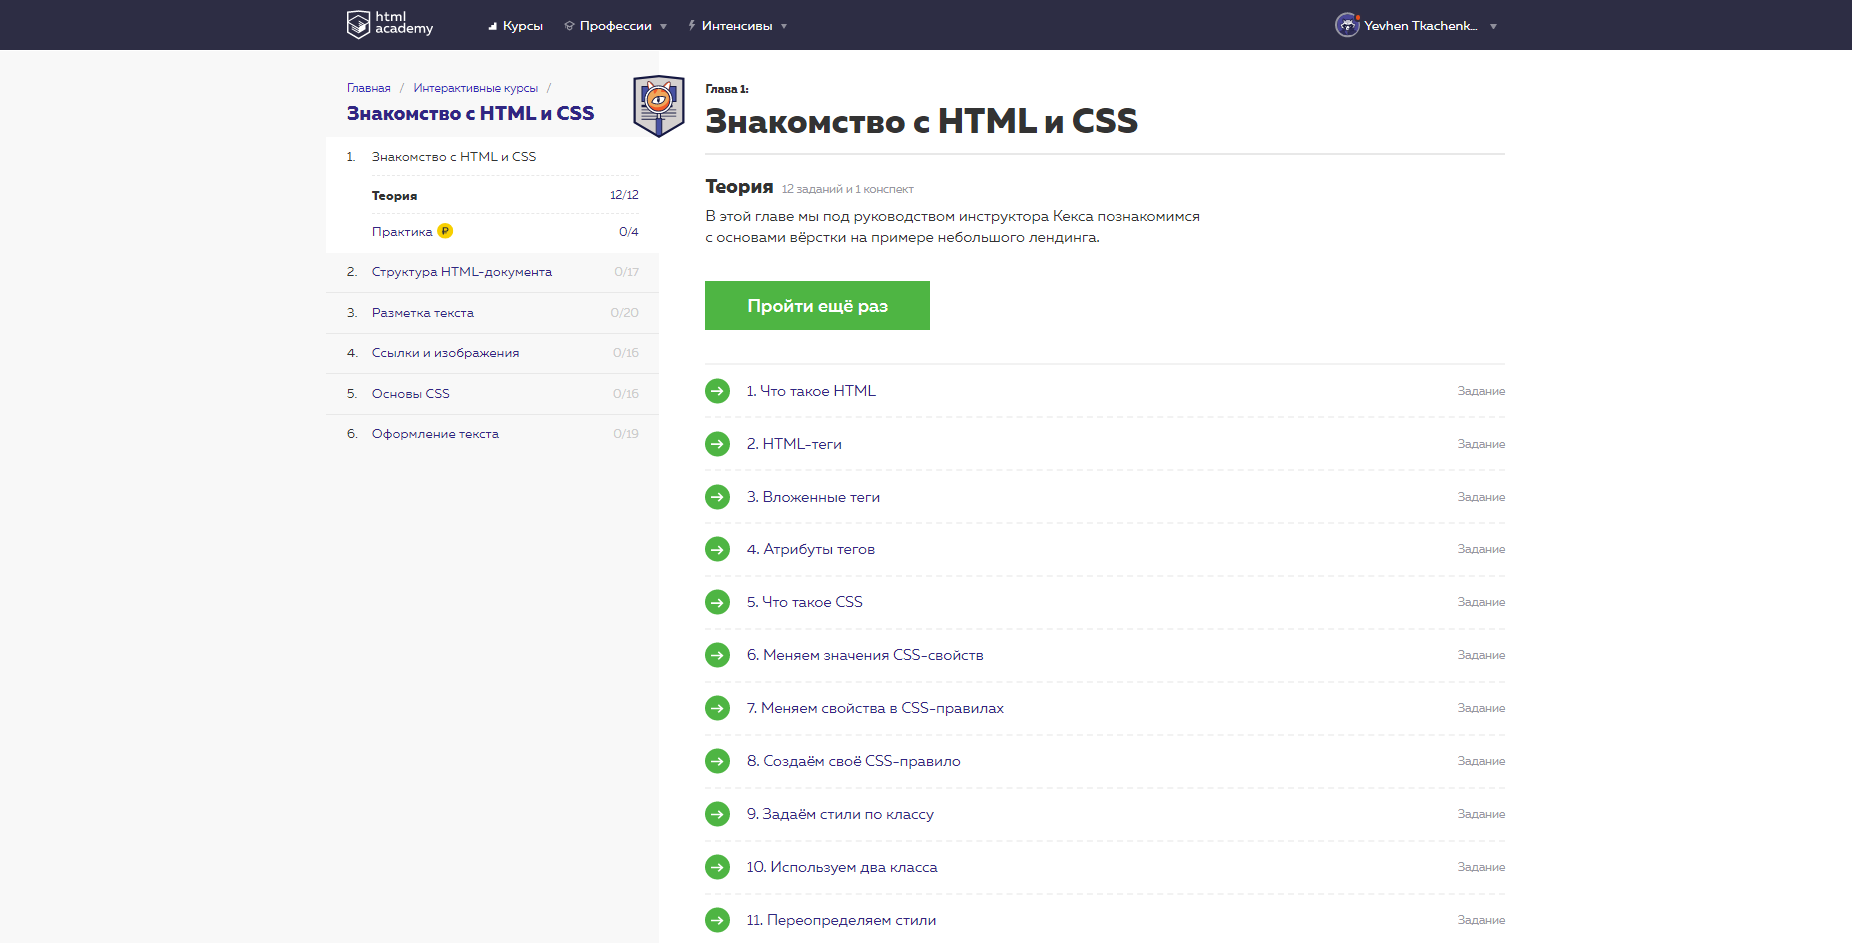 html
academy
Курсы
Профессии
Интенсивы
Yevhen Tkachenk...
Главная / Интерактивные курсы /
Знакомство с HTML и CSS
1. Знакомство с HTML и CSS
Теория 12/12
Практика ₽ 0/4
2. Структура HTML-документа 0/17
3. Разметка текста 0/20
4. Ссылки и изображения 0/16
5. Основы CSS 0/16
6. Оформление текста 0/19
Глава 1:
Знакомство с HTML и CSS
Теория 12 заданий и 1 конспект
В этой главе мы под руководством инструктора Кекса познакомимся
с основами вёрстки на примере небольшого лендинга.
Пройти ещё раз
1. Что такое HTML Задание
2. HTML-теги Задание
3. Вложенные теги Задание
4. Атрибуты тегов Задание
5. Что такое CSS Задание
6. Меняем значения CSS-свойств Задание
7. Меняем свойства в CSS-правилах Задание
8. Создаём своё CSS-правило Задание
9. Задаём стили по классу Задание
10. Используем два класса Задание
11. Переопределяем стили Задание